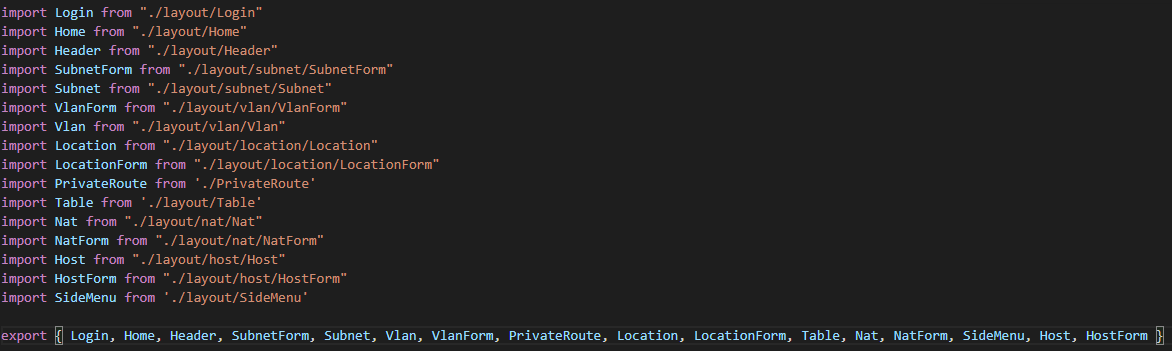 import Login from "./layout/Login"
import Home from "./layout/Home"
import Header from "./layout/Header"
import SubnetForm from "./layout/subnet/SubnetForm"
import Subnet from "./layout/subnet/Subnet"
import VlanForm from "./layout/vlan/VlanForm"
import Vlan from "./layout/vlan/Vlan"
import Location from "./layout/location/Location"
import LocationForm from "./layout/location/LocationForm"
import PrivateRoute from './PrivateRoute'
import Table from './layout/Table'
import Nat from "./layout/nat/Nat"
import NatForm from "./layout/nat/NatForm"
import Host from "./layout/host/Host"
import HostForm from "./layout/host/HostForm"
import SideMenu from './layout/SideMenu'
export { Login, Home, Header, SubnetForm, Subnet, Vlan, VlanForm, PrivateRoute, Location, LocationForm, Table, Nat, NatForm, SideMenu, Host, HostForm }